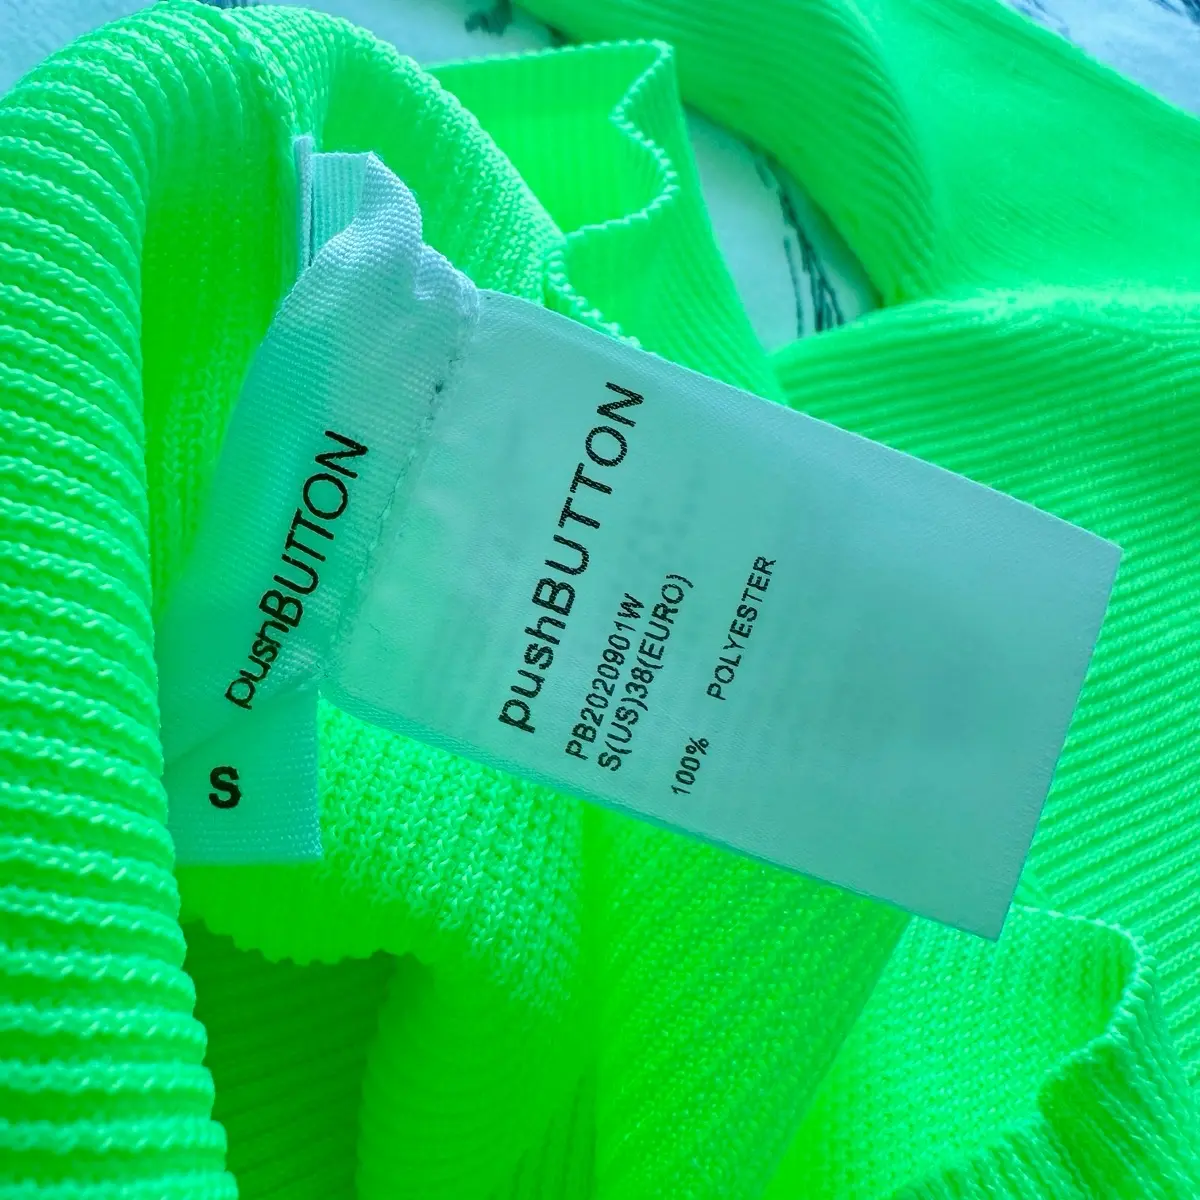 pushBUTTON
S
pushBUTTON
PB2020901W
S(US)38(EURO)
100% POLYESTER